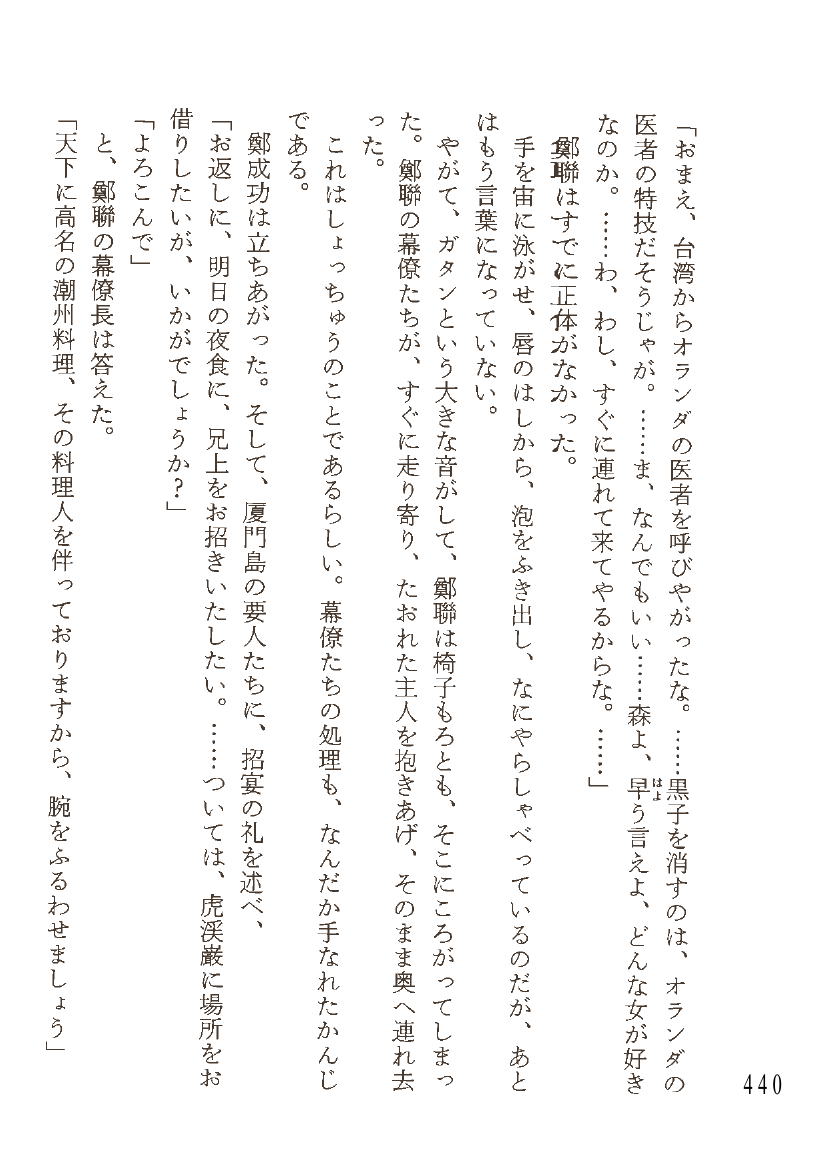 「おまえ、台湾からオランダの医者を呼びやがったな。……黒子を消すのは、オランダの
医者の特技だそうじゃが。……ま、なんでもいい……森よ、早う言えよ、どんな女が好き
はよ
なのか。……わ、わし、すぐに連れて来てやるからな。……」
鄭聯はすでに正体がなかった。
手を宙に泳がせ、唇のはしから、泡をふき出し、なにやらしゃべっているのだが、あと
はもう言葉になっていない。
やがて、ガタンという大きな音がして、鄭聯は椅子もろとも、そこにころがってしまっ
た。鄭聯の幕僚たちが、すぐに走り寄り、たおれた主人を抱きあげ、そのまま奥へ連れ去
った。
これはしょっちゅうのことであるらしい。幕僚たちの処理も、なんだか手なれたかんじ
である。
鄭成功は立ちあがった。そして、厦門島の要人たちに、招宴の礼を述べ、
「お返しに、明日の夜食に、兄上をお招きいたしたい。……ついては、虎渓巌に場所をお
借りしたいが、いかがでしょうか?」
「よろこんで」
と、鄭聯の幕僚長は答えた。
「天下に高名の潮州料理、その料理人を伴っておりますから、腕をふるわせましょう」
440